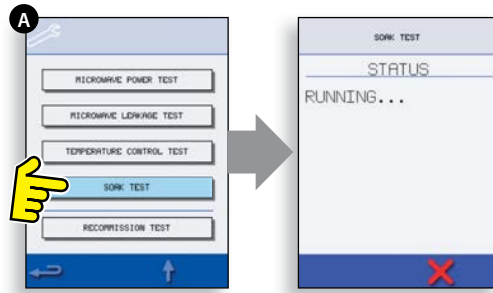 A
MICROWAVE POWER TEST
MICROWAVE LEAKAGE TEST
TEMPERATURE CONTROL TEST
SOAK TEST
RECOMMISSION TEST
SOAK TEST
STATUS
RUNNING...